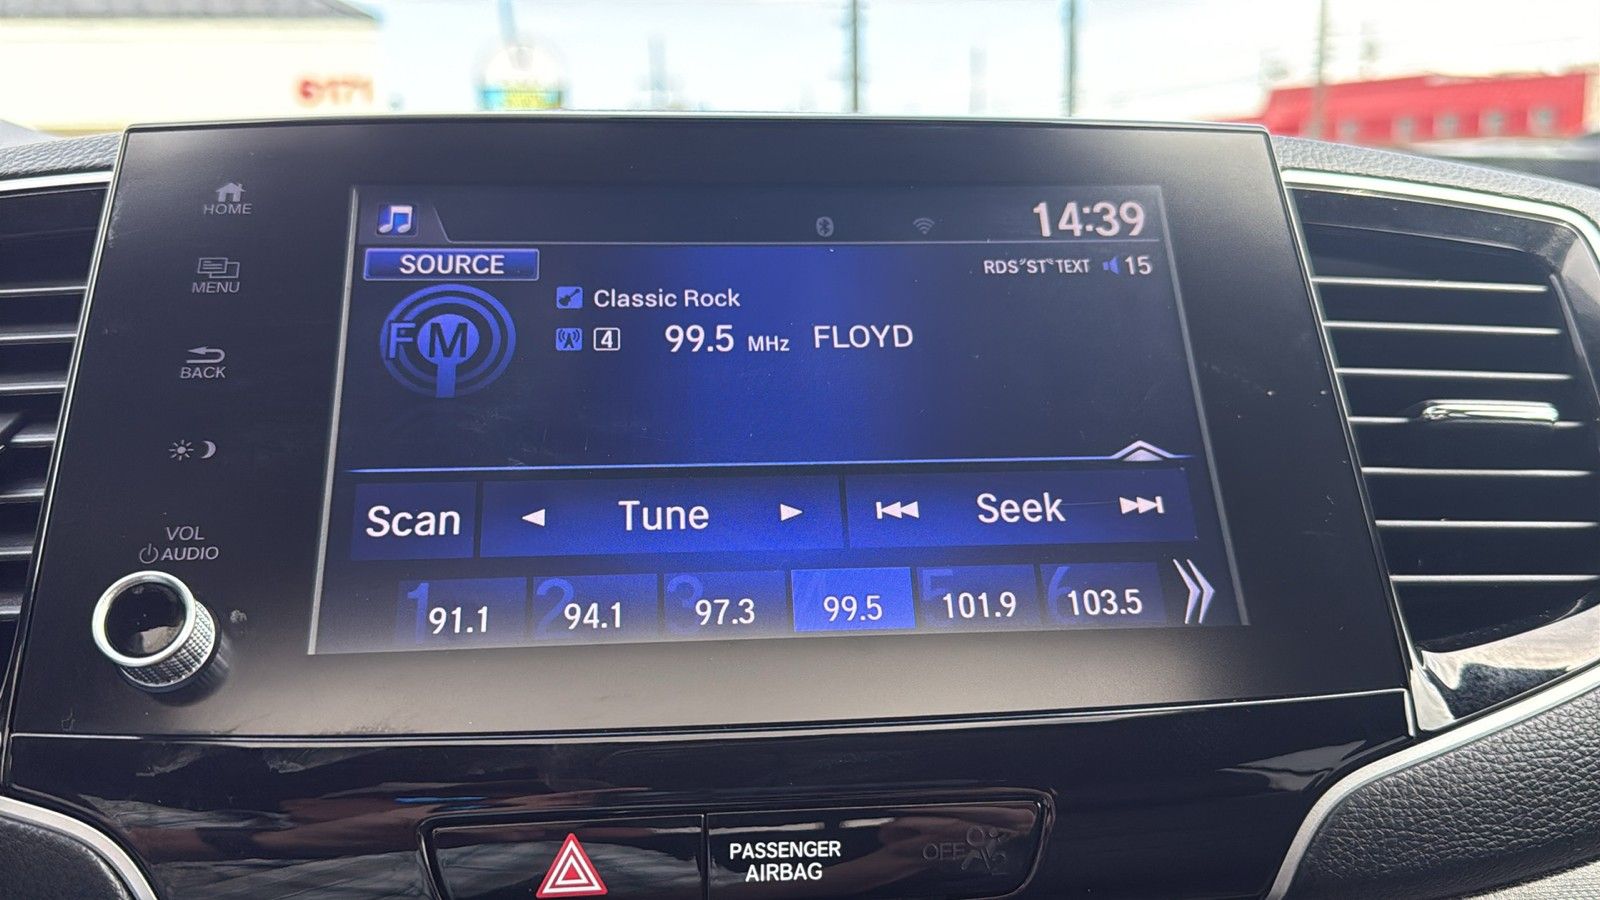 HOME
MENU
BACK
VOL
AUDIO
14:39
SOURCE
RDS ST TEXT 15
FM
Classic Rock
4 99.5 MHz FLOYD
Scan Tune Seek
1 91.1 2 94.1 3 97.3 99.5 5 101.9 6 103.5
PASSENGER
AIRBAG
OFF